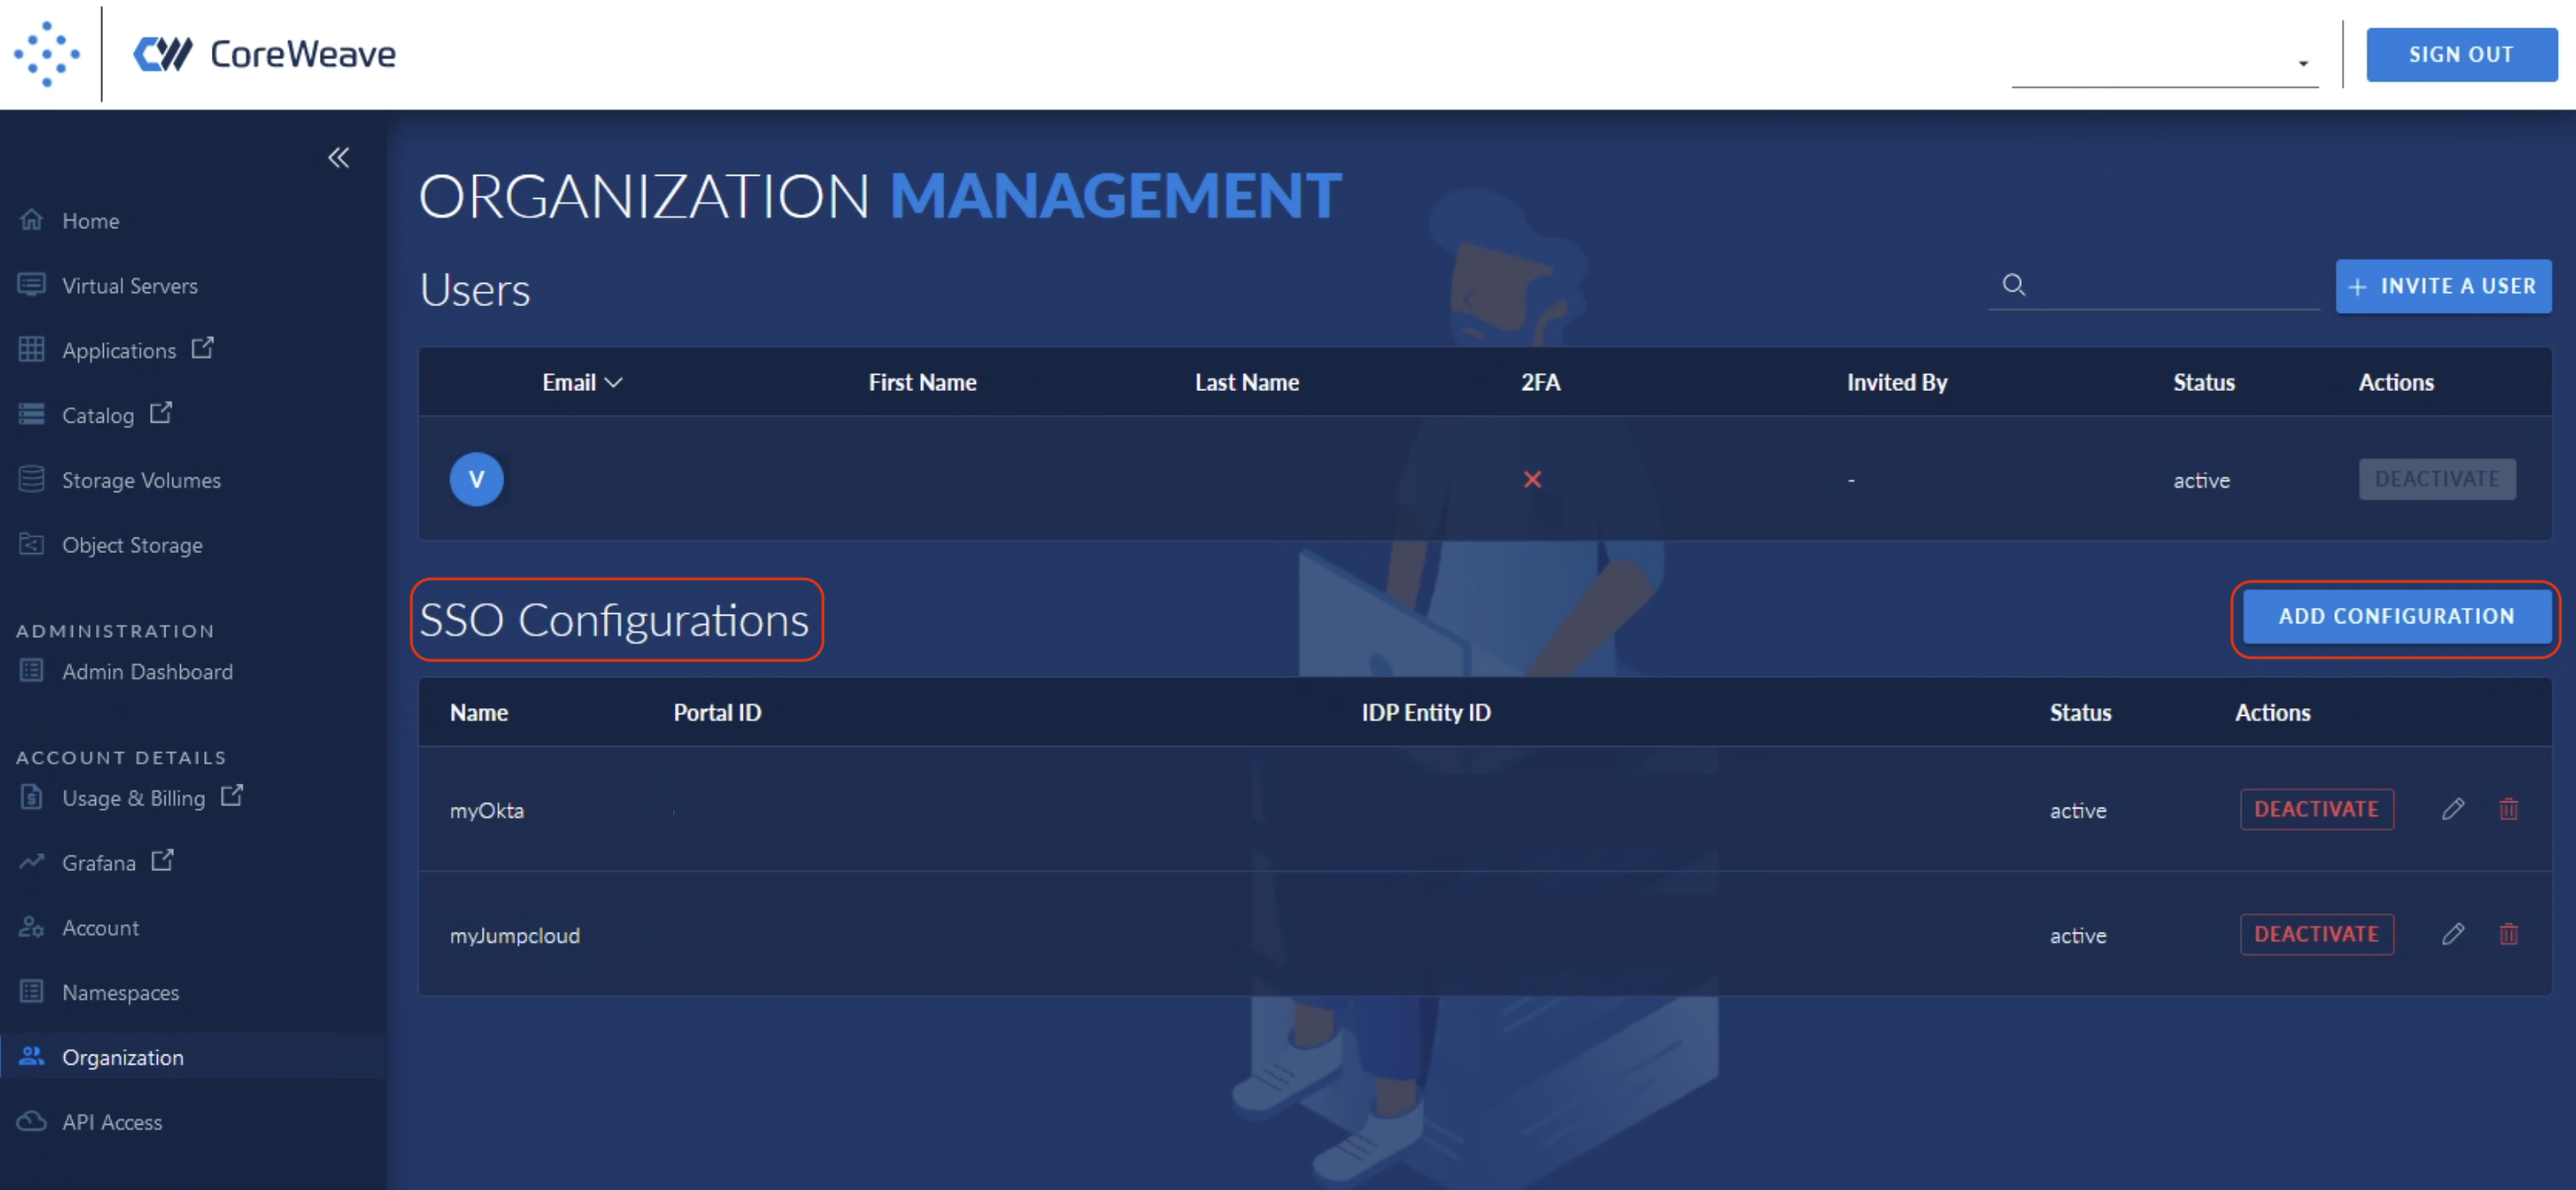 CoreWeave
SIGN OUT
Home
Virtual Servers
Applications
Catalog
Storage Volumes
Object Storage
ADMINISTRATION
Admin Dashboard
ACCOUNT DETAILS
Usage & Billing
Grafana
Account
Namespaces
Organization
API Access
ORGANIZATION MANAGEMENT
Users
+ INVITE A USER
Email First Name Last Name 2FA Invited By Status Actions
V - active DEACTIVATE
SSO Configurations
ADD CONFIGURATION
Name Portal ID IDP Entity ID Status Actions
myOkta active DEACTIVATE
myJumpcloud active DEACTIVATE